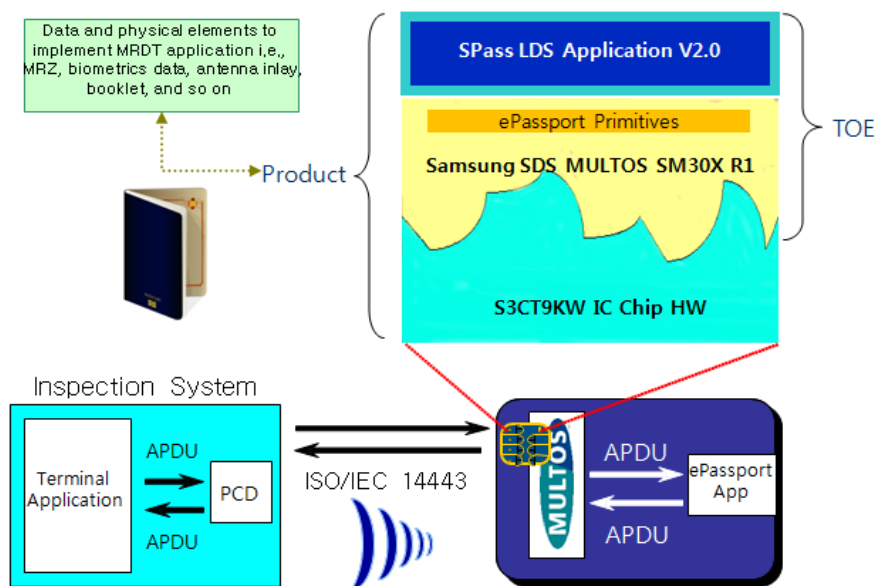 Data and physical elements to
implement MRDT application i.e.,
MRZ, biometrics data, antenna inlay,
booklet, and so on
SPass LDS Application V2.0
ePassport Primitives
TOE
Product
Samsung SDS MULTOS SM30X R1
S3CT9KW IC Chip HW
Inspection System
Terminal
Application
APDU
APDU
PCD
ISO/IEC 14443
MULTOS
APDU
APDU
ePassport
App